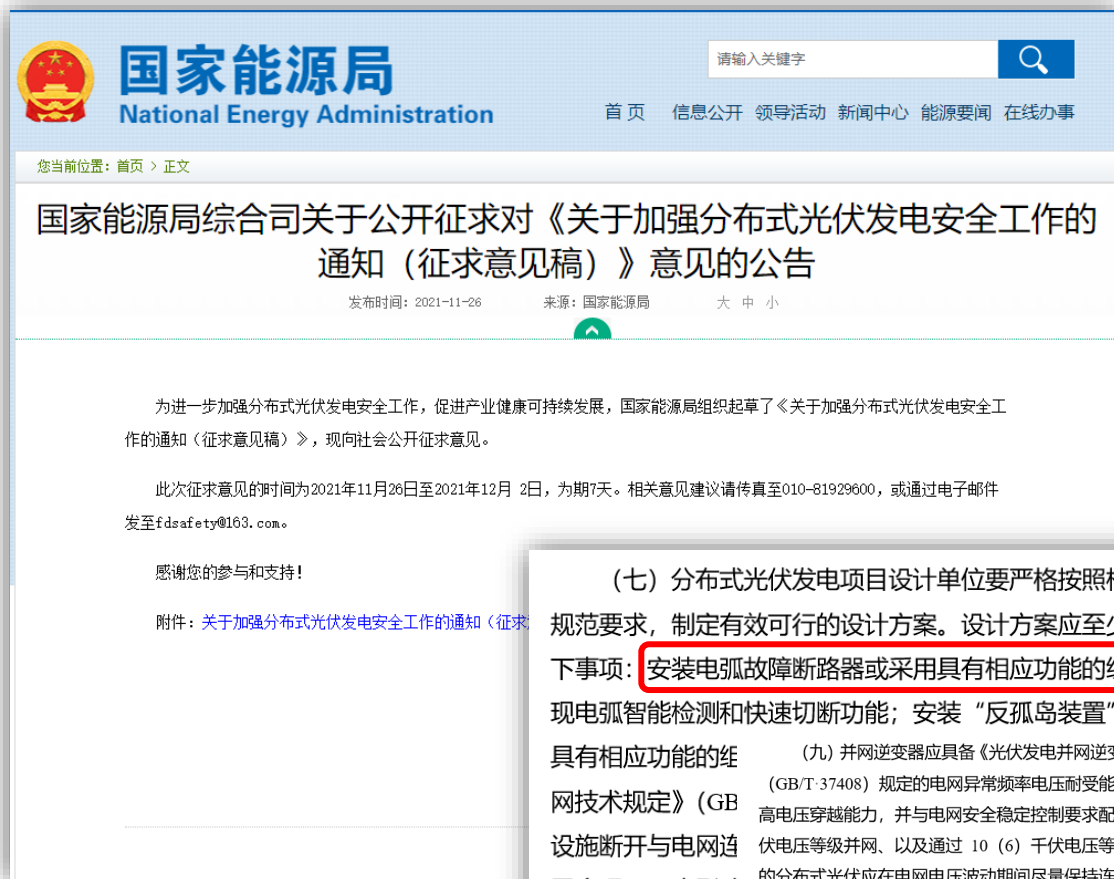 国家能源局
National Energy Administration
请输入关键字
首页 信息公开 领导活动 新闻中心 能源要闻 在线办事
您当前位置：首页 > 正文
国家能源局综合司关于公开征求对《关于加强分布式光伏发电安全工作的
通知（征求意见稿）》意见的公告
发布时间：2021-11-26 来源：国家能源局 大 中 小
为进一步加强分布式光伏发电安全工作，促进产业健康可持续发展，国家能源局组织起草了《关于加强分布式光伏发电安全工
作的通知（征求意见稿）》，现向社会公开征求意见。
此次征求意见的时间为2021年11月26日至2021年12月 2日，为期7天。相关意见建议请传真至010-81929600，或通过电子邮件
发至fdsafety@163.com。
感谢您的参与和支持！
附件：关于加强分布式光伏发电安全工作的通知（征求
（七）分布式光伏发电项目设计单位要严格按照
规范要求，制定有效可行的设计方案。设计方案应至
下事项：安装电弧故障断路器或采用具有相应功能的
现电弧智能检测和快速切断功能；安装“反孤岛装置”
具有相应功能的组
网技术规定》（GB
设施断开与电网连
（九）并网逆变器应具备《光伏发电并网逆变
（GB/T·37408）规定的电网异常频率电压耐受能
高电压穿越能力，并与电网安全稳定控制要求配
伏电压等级并网、以及通过 10（6）千伏电压等
的分布式光伏应在电网电压波动期间尽量保持连